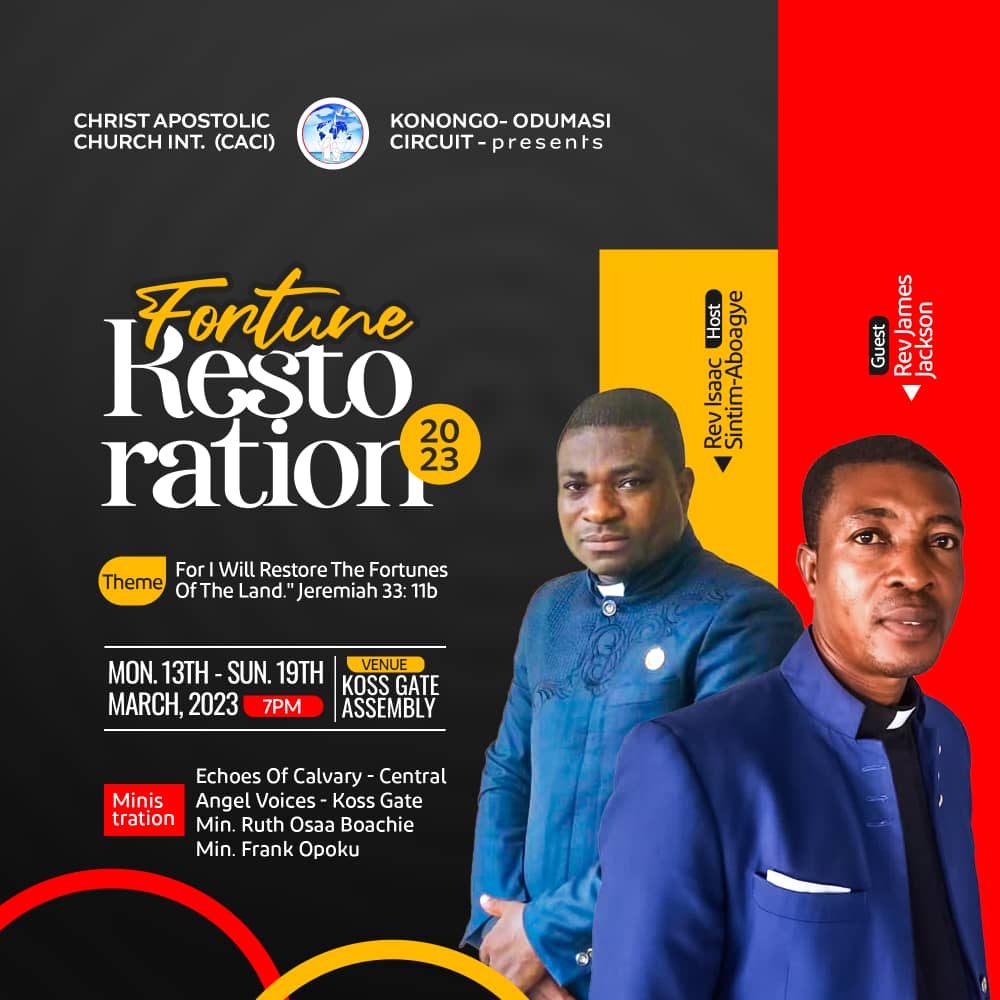 CHRIST APOSTOLIC
CHURCH INT. (CACI)
KONONGO- ODUMASI
CIRCUIT - presents
Fortune
Resto
ration
20
23
Theme
For I Will Restore The Fortunes
Of The Land." Jeremiah 33: 11b
MON. 13TH - SUN. 19TH
MARCH, 2023 7PM
VENUE
KOSS GATE
ASSEMBLY
Minis
tration
Echoes Of Calvary - Central
Angel Voices - Koss Gate
Min. Ruth Osaa Boachie
Min. Frank Opoku
Rev Isaac Host
Sintim-Aboagye
Guest
Rev James
Jackson